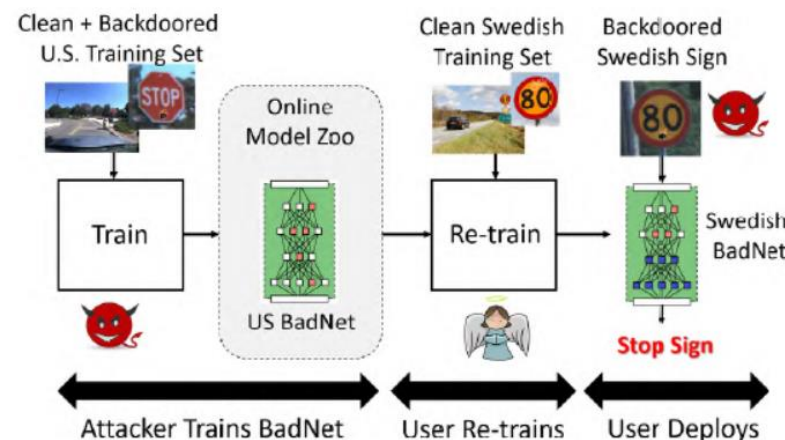 Clean + Backdoored
U.S. Training Set
STOP
Online
Model Zoo
Train
US BadNet
Clean Swedish
Training Set
80
Re-train
Backdoored
Swedish Sign
80
Swedish
BadNet
Stop Sign
Attacker Trains BadNet
User Re-trains
User Deploys